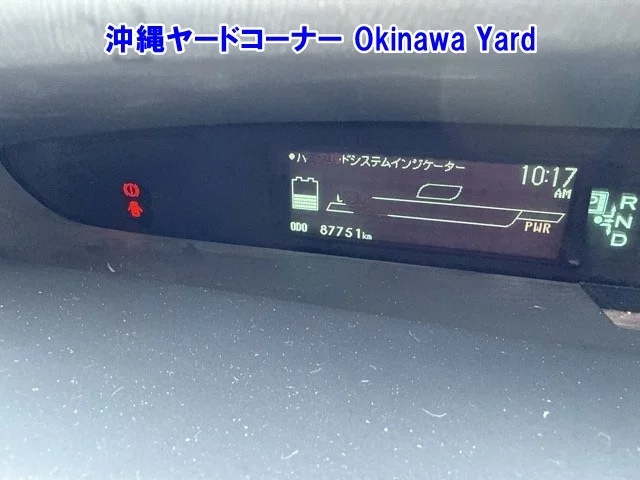 沖縄ヤードコーナー Okinawa Yard
ドシステムインジケーター
10:17
AM
PWR
ODO 87751km
P R
N
D